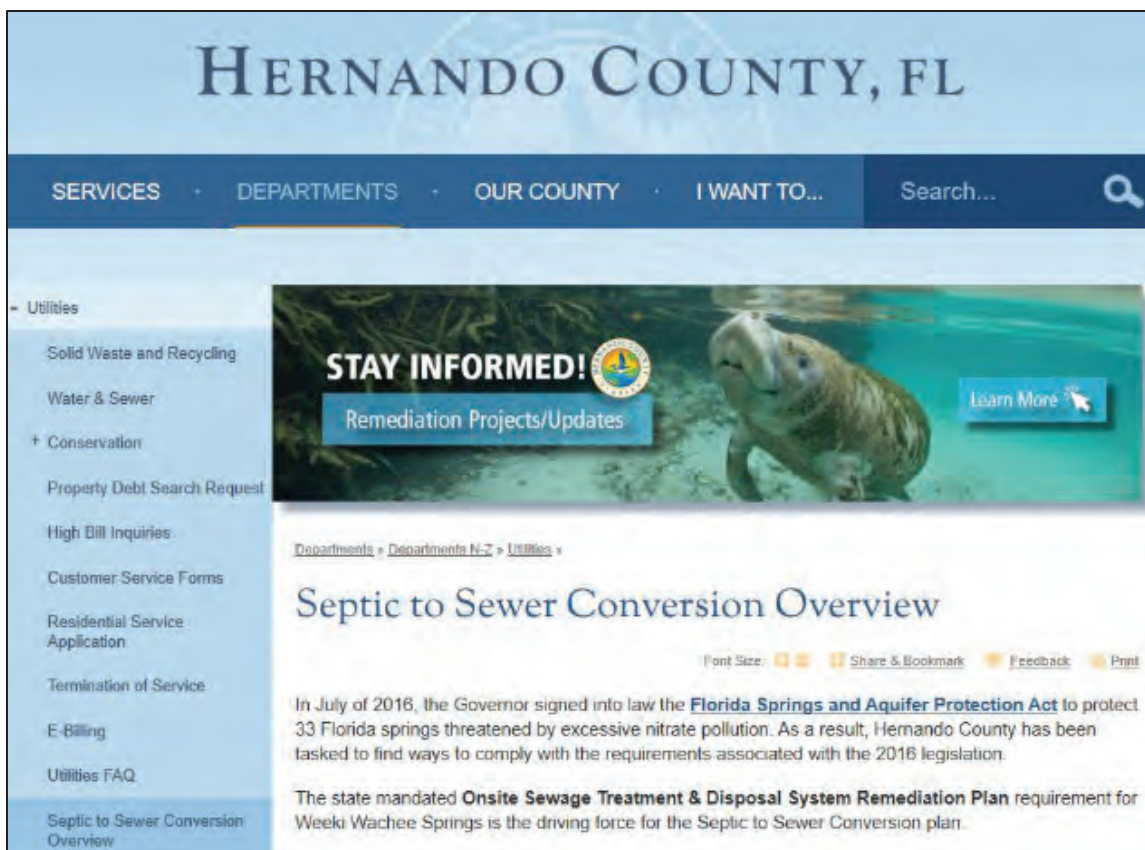 HERNANDO COUNTY, FL
SERVICES · DEPARTMENTS · OUR COUNTY · I WANT TO... Search...
- Utilities
Solid Waste and Recycling
Water & Sewer
+ Conservation
Property Debt Search Request
High Bill Inquiries
Customer Service Forms
Residential Service
Application
Termination of Service
E-Billing
Utilities FAQ
Septic to Sewer Conversion
Overview
STAY INFORMED!
HERNANDO COUNTY
Remediation Projects/Updates
Learn More
Departments » Departments N-Z » Utilities »
Septic to Sewer Conversion Overview
Font Size: Share & Bookmark Feedback Print
In July of 2016, the Governor signed into law the Florida Springs and Aquifer Protection Act to protect
33 Florida springs threatened by excessive nitrate pollution. As a result, Hernando County has been
tasked to find ways to comply with the requirements associated with the 2016 legislation.
The state mandated Onsite Sewage Treatment & Disposal System Remediation Plan requirement for
Weeki Wachee Springs is the driving force for the Septic to Sewer Conversion plan.